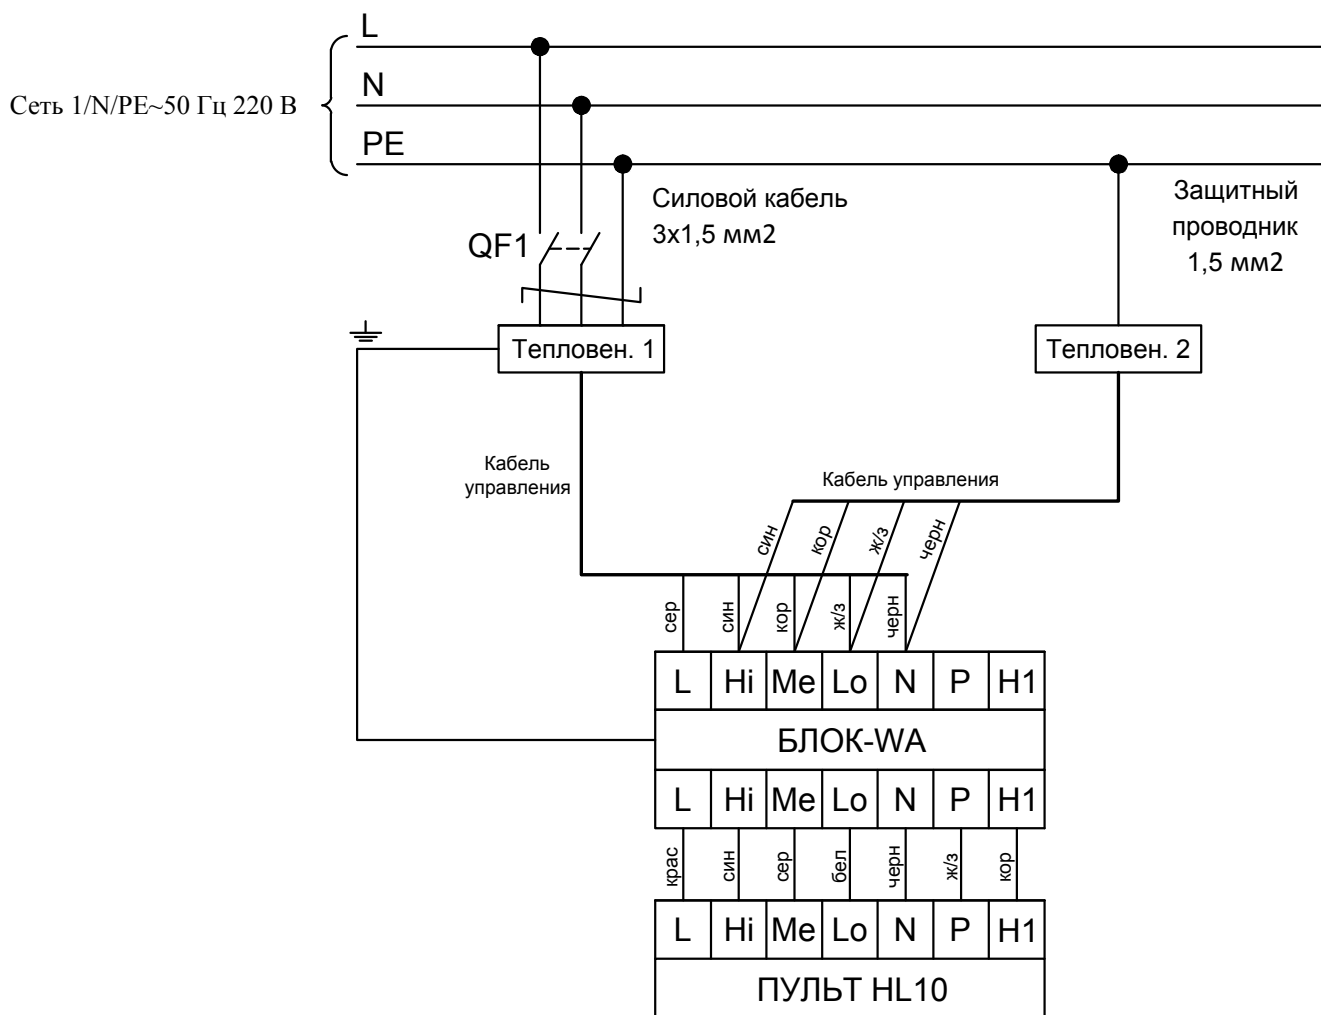 L
Сеть 1/N/PE~50 Гц 220 В
N
PE
Силовой кабель
3х1,5 мм2
Защитный
проводник
1,5 мм2
QF1
Тепловен. 1
Тепловен. 2
Кабель
управления
Кабель управления
син
кор
ж/з
черн
сер
син
кор
ж/з
черн
L Hi Me Lo N P H1
БЛОК-WA
L Hi Me Lo N P H1
крас
син
сер
бел
черн
ж/з
кор
L Hi Me Lo N P H1
ПУЛЬТ HL10